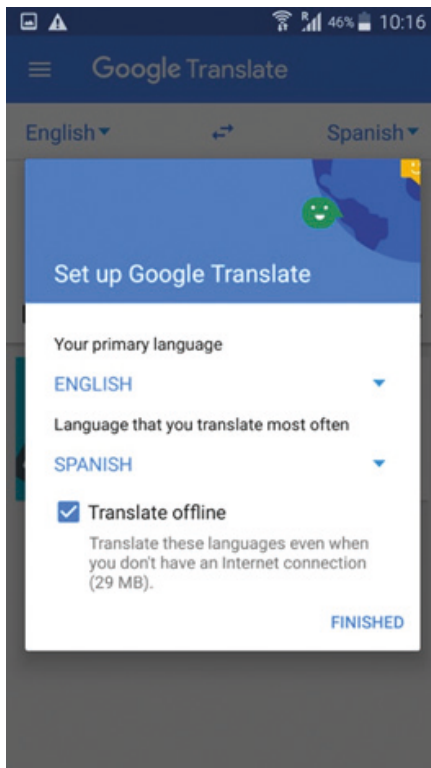 46% 10:16
Google Translate
English Spanish
Set up Google Translate
Your primary language
ENGLISH
Language that you translate most often
SPANISH
Translate offline
Translate these languages even when
you don't have an Internet connection
(29 MB).
FINISHED